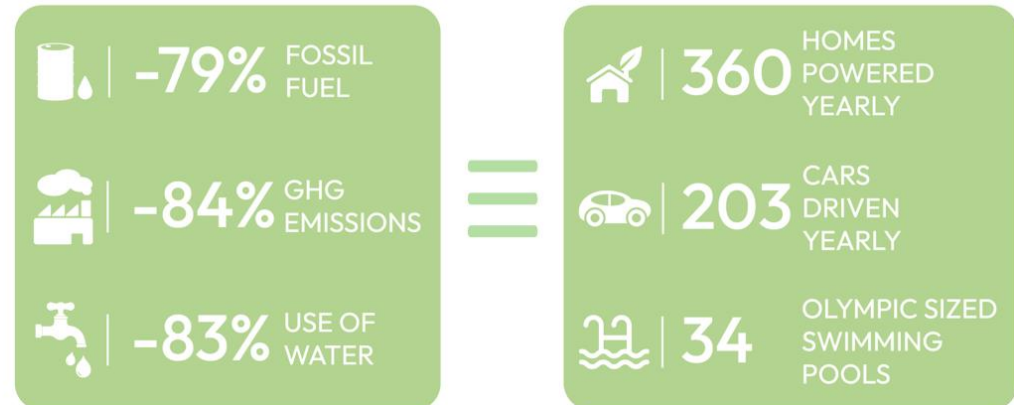 -79% FOSSIL
FUEL
-84% GHG
EMISSIONS
-83% USE OF
WATER
360 HOMES
POWERED
YEARLY
203 CARS
DRIVEN
YEARLY
34 OLYMPIC SIZED
SWIMMING
POOLS